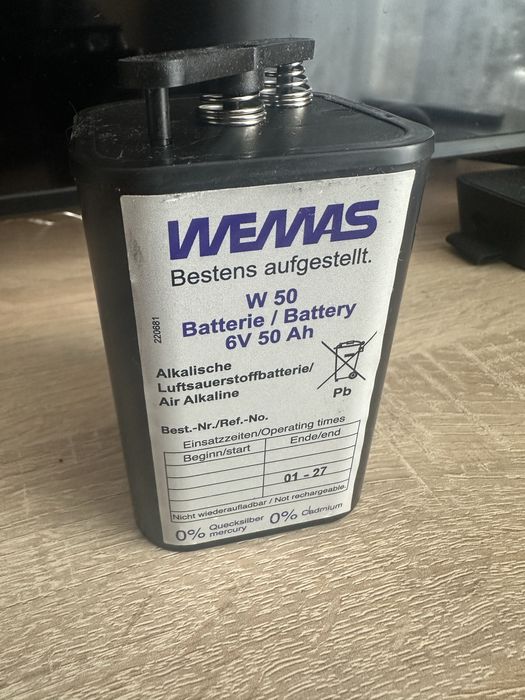 WEMAS
Bestens aufgestellt.
W 50
Batterie / Battery
6V 50 Ah
220681
Alkalische
Luftsauerstoffbatterie/
Air Alkaline
Pb
Best.-Nr./Ref.-No.
Einsatzzeiten/Operating times
Beginn/start
Ende/end
01 - 27
Nicht wiederaufladbar / Not rechargeable
0% Quecksilber mercury
0% Cadmium